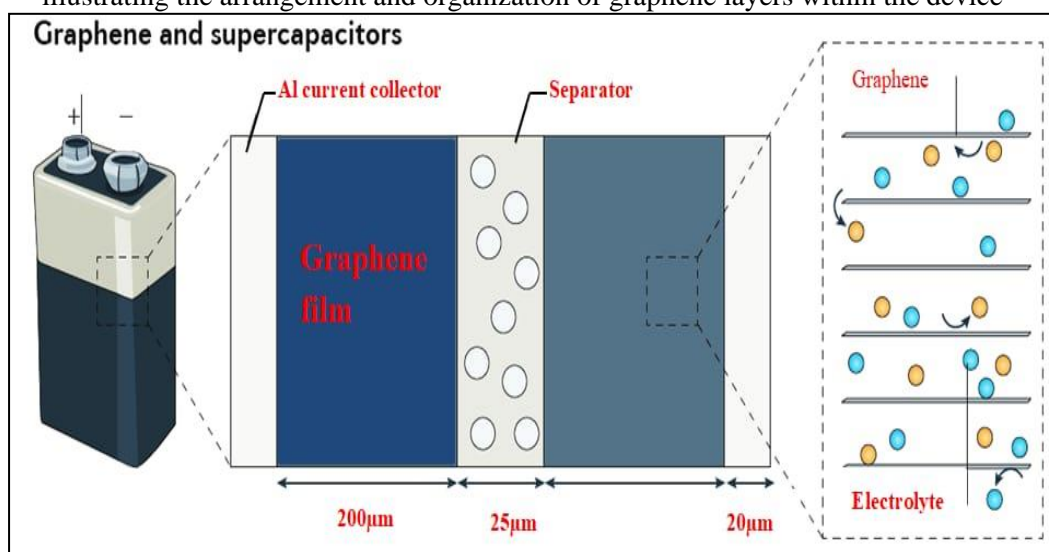 illustrating the arrangement and organization of graphene layers within the device
Graphene and supercapacitors
+ −
Al current collector
Separator
Graphene
Graphene
film
Electrolyte
200μm
25μm
20μm